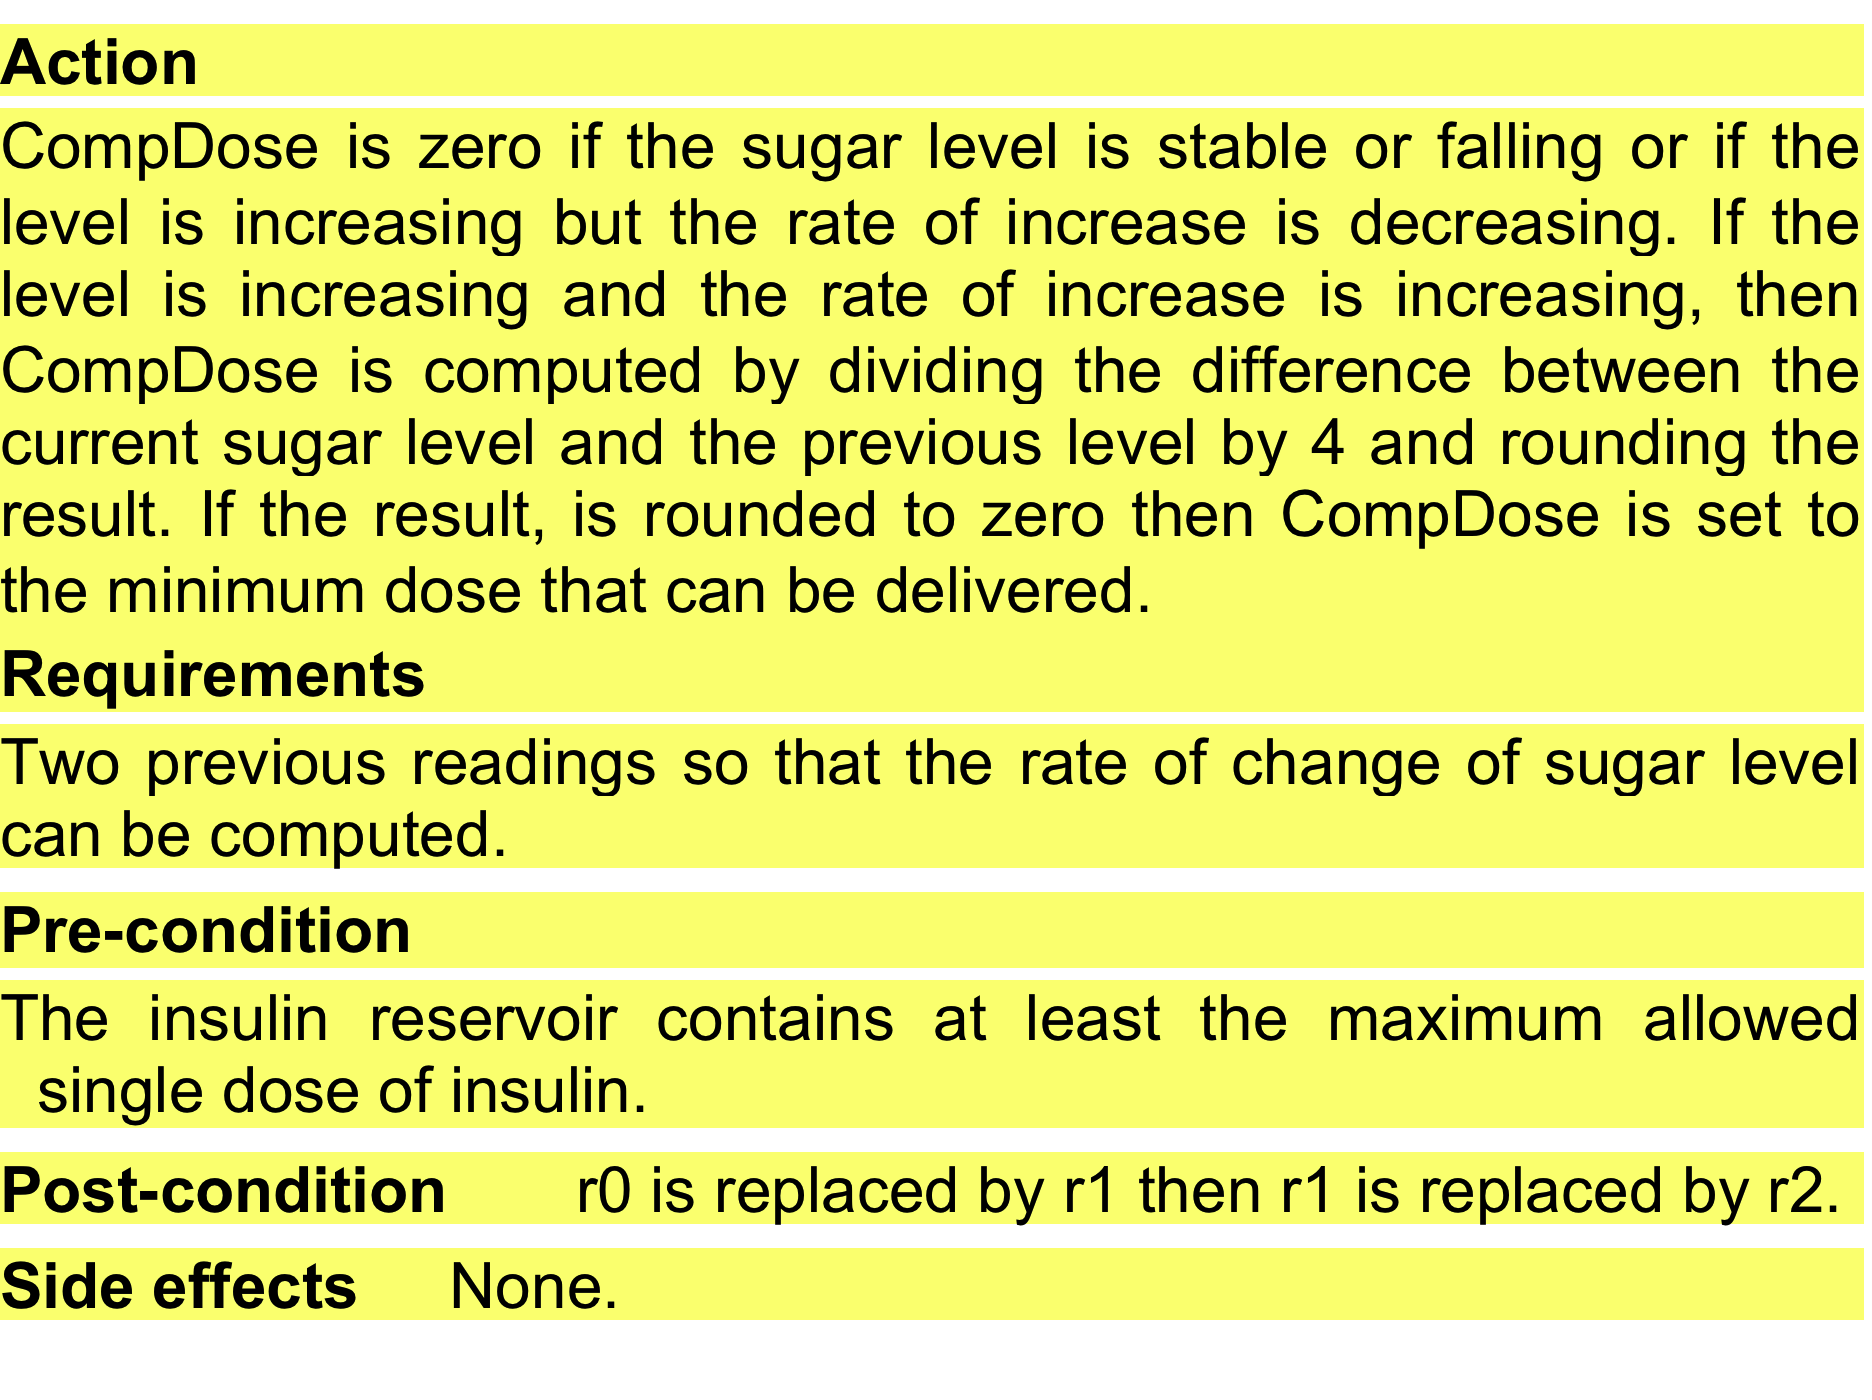 Action
CompDose is zero if the sugar level is stable or falling or if the
level is increasing but the rate of increase is decreasing. If the
level is increasing and the rate of increase is increasing, then
CompDose is computed by dividing the difference between the
current sugar level and the previous level by 4 and rounding the
result. If the result, is rounded to zero then CompDose is set to
the minimum dose that can be delivered.
Requirements
Two previous readings so that the rate of change of sugar level
can be computed.
Pre-condition
The insulin reservoir contains at least the maximum allowed
single dose of insulin.
Post-condition r0 is replaced by r1 then r1 is replaced by r2.
Side effects None.